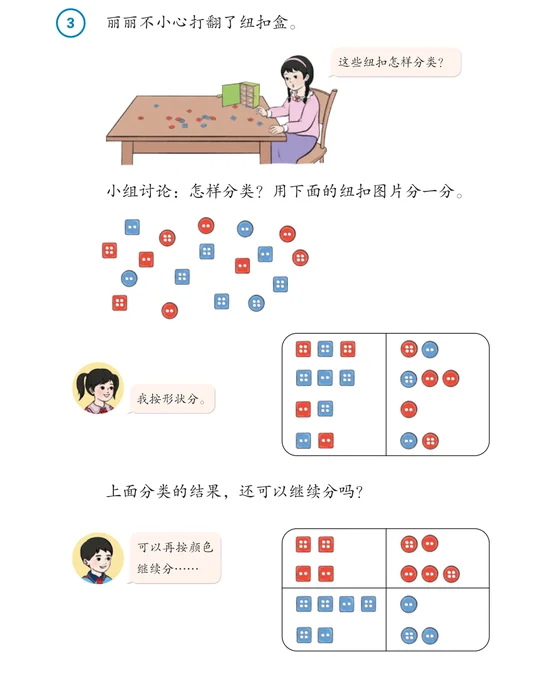 3 丽丽不小心打翻了纽扣盒。
这些纽扣怎样分类？
小组讨论：怎样分类？用下面的纽扣图片分一分。
我按形状分。
上面分类的结果，还可以继续分吗？
可以再按颜色
继续分……